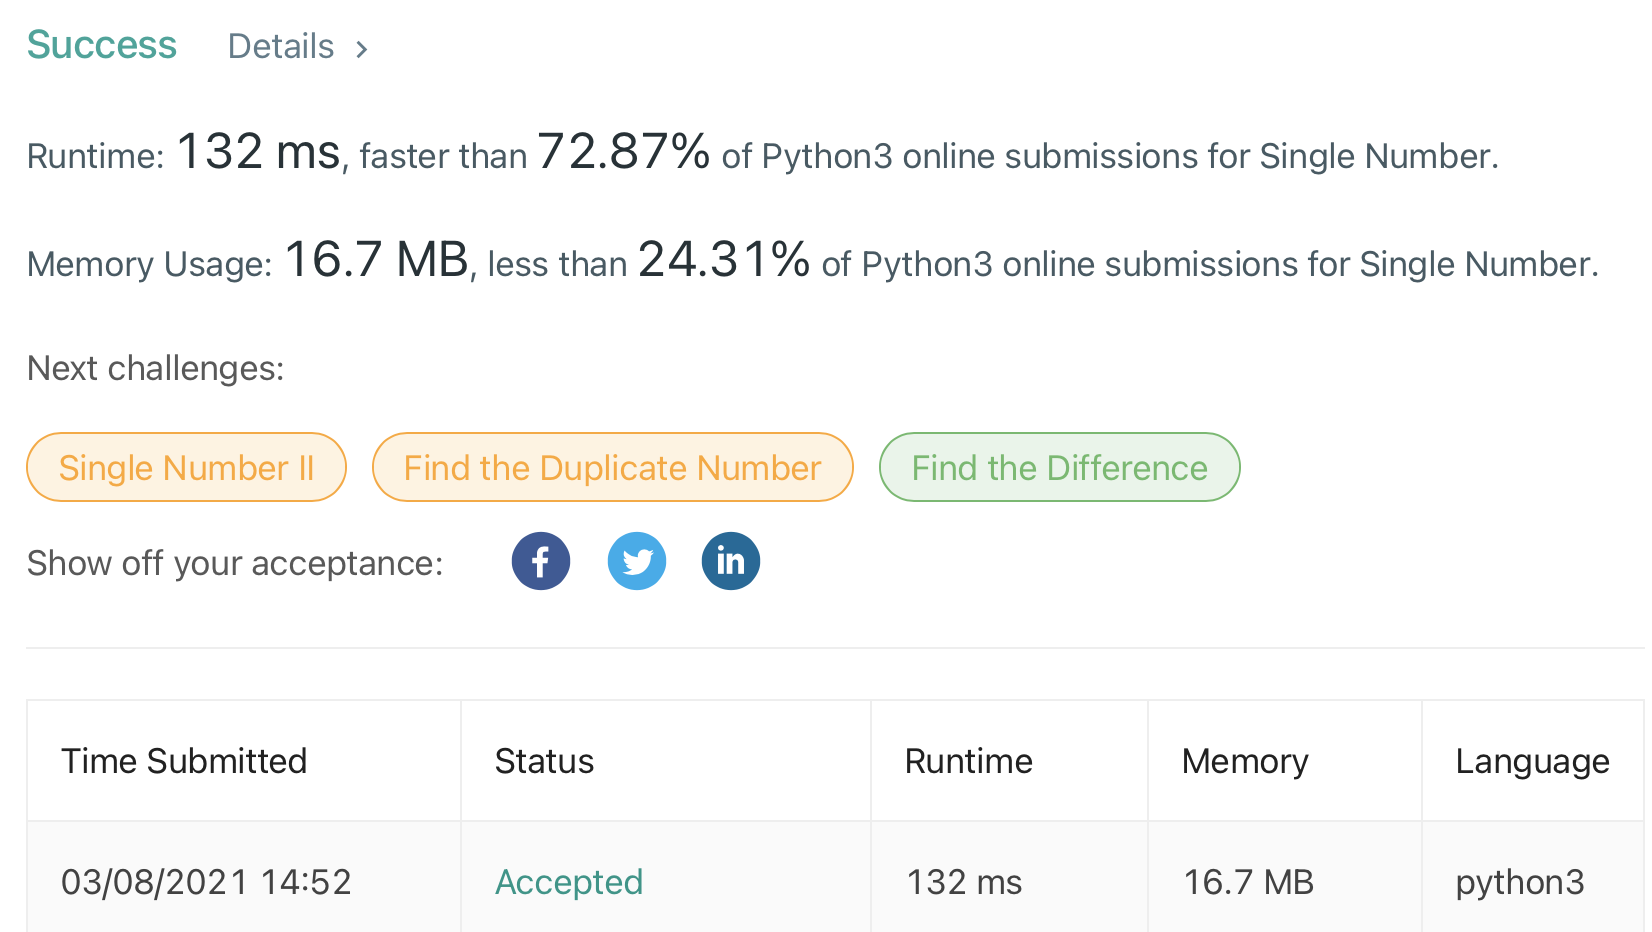 Success Details >
Runtime: 132 ms, faster than 72.87% of Python3 online submissions for Single Number.
Memory Usage: 16.7 MB, less than 24.31% of Python3 online submissions for Single Number.
Next challenges:
Single Number II Find the Duplicate Number Find the Difference
Show off your acceptance: f in
Time Submitted Status Runtime Memory Language
03/08/2021 14:52 Accepted 132 ms 16.7 MB python3